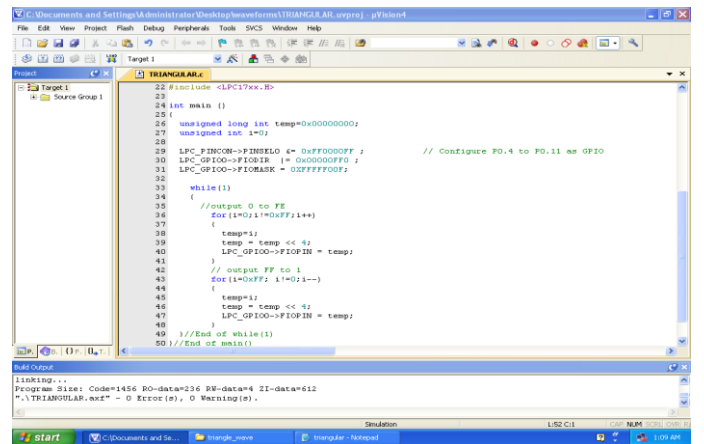 C:\Documents and Settings\Administrator\Desktop\waveforms\TRIANGULAR.uvproj - µVision4
File Edit View Project Flash Debug Peripherals Tools SVCS Window Help
Target 1
Project
TRIANGULAR.c
Target 1
Source Group 1
22 #include <LPC17xx.H>
23
24 int main ()
25 {
26 unsigned long int temp=0x00000000;
27 unsigned int i=0;
28
29 LPC_PINCON->PINSEL0 &= 0xFF0000FF ; // Configure P0.4 to P0.11 as GPIO
30 LPC_GPIO0->FIODIR |= 0x00000FF0 ;
31 LPC_GPIO0->FIOMASK = 0XFFFFF00F;
32
33 while(1)
34 {
35 //output 0 to FE
36 for(i=0;i!=0xFF;i++)
37 {
38 temp=i;
39 temp = temp << 4;
40 LPC_GPIO0->FIOPIN = temp;
41 }
42 // output FF to 1
43 for(i=0xFF; i!=0;i--)
44 {
45 temp=i;
46 temp = temp << 4;
47 LPC_GPIO0->FIOPIN = temp;
48 }
49 }//End of while(1)
50 }//End of main()
Build Output
linking...
Program Size: Code=1456 RO-data=236 RW-data=4 ZI-data=612
".\TRIANGULAR.axf" - 0 Error(s), 0 Warning(s).
Simulation L:52 C:1 CAP NUM SCRL OVR
start C:\Documents and Se... triangle_wave triangular - Notepad 1:09 AM